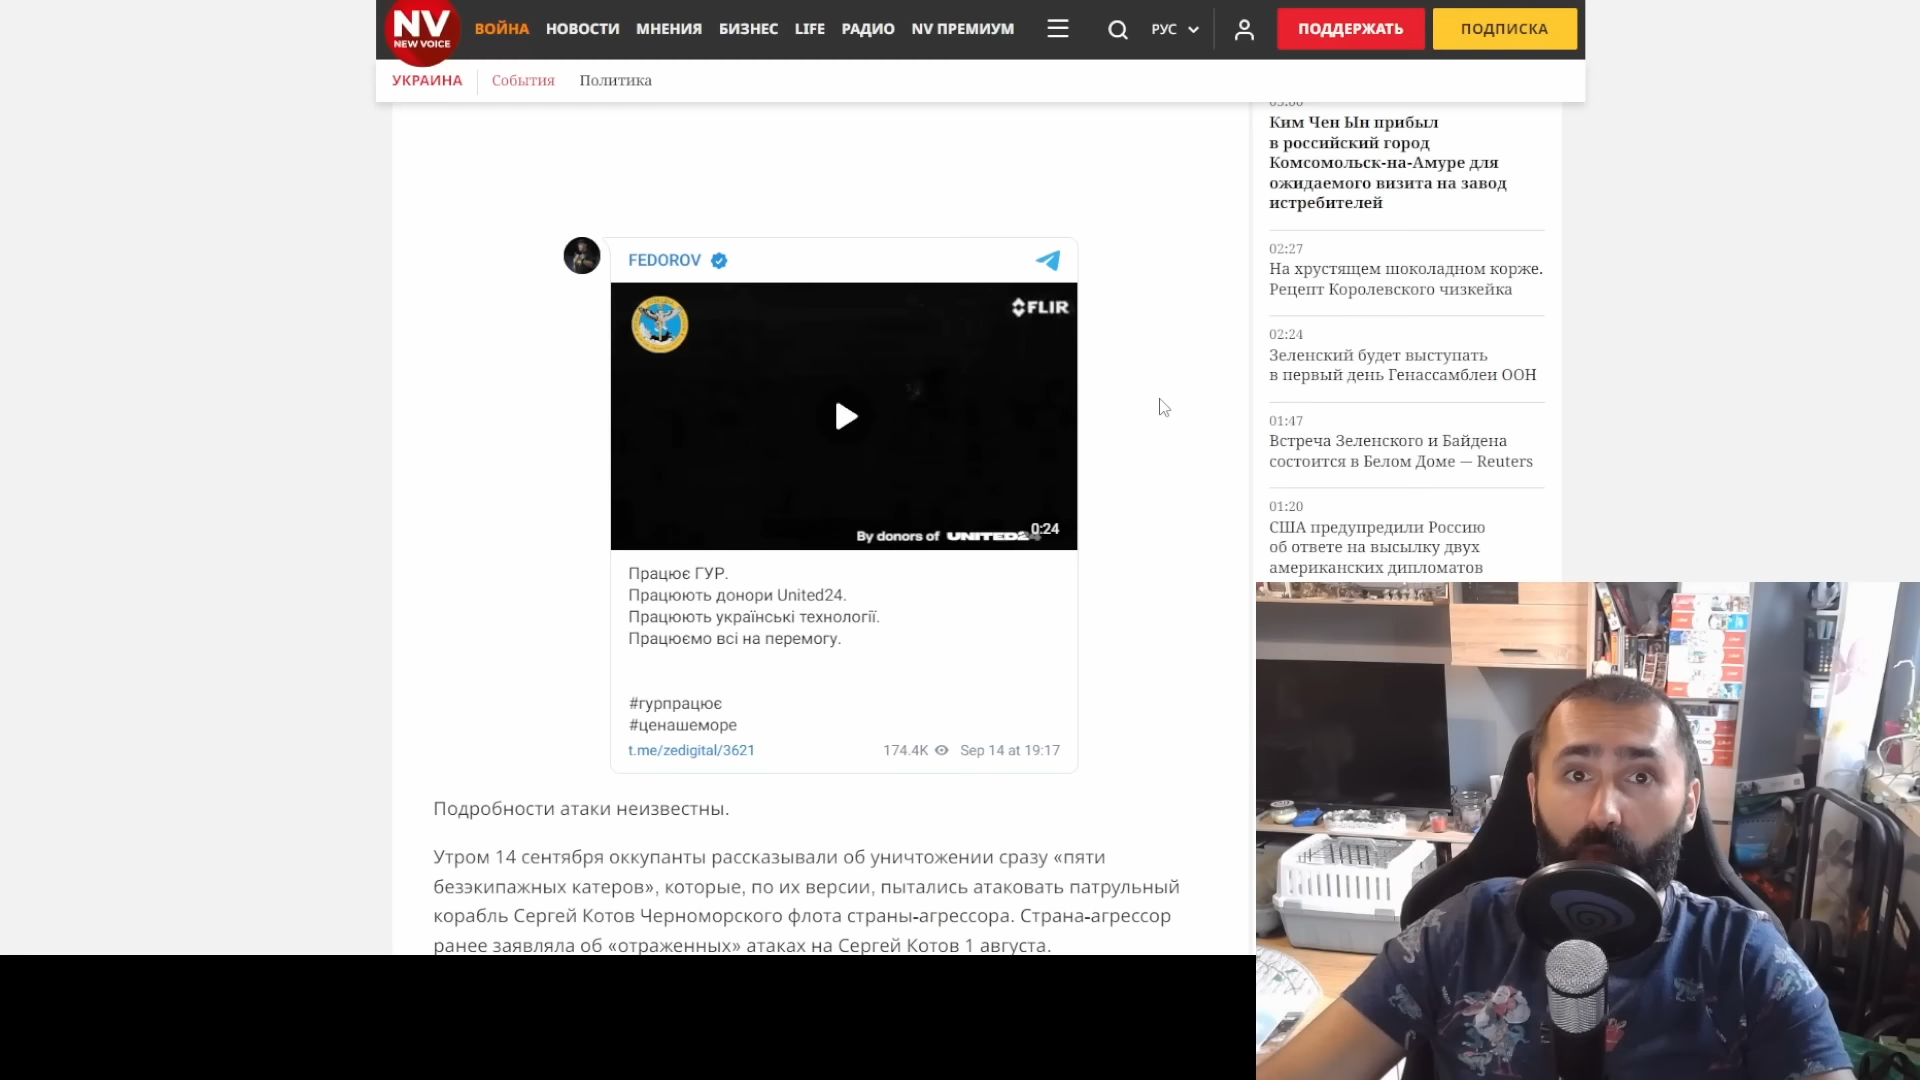 NV
NEW VOICE
ВОЙНА НОВОСТИ МНЕНИЯ БИЗНЕС LIFE РАДИО NV ПРЕМИУМ РУС ПОДДЕРЖАТЬ ПОДПИСКА
УКРАИНА События Политика
FEDOROV
FLIR
By donors of UNITED24
0:24
Працює ГУР.
Працюють донори United24.
Працюють українські технології.
Працюємо всі на перемогу.
#гурпрацює
#ценашеморе
t.me/zedigital/3621 174.4K Sep 14 at 19:17
Подробности атаки неизвестны.
Утром 14 сентября оккупанты рассказывали об уничтожении сразу «пяти
безэкипажных катеров», которые, по их версии, пытались атаковать патрульный
корабль Сергей Котов Черноморского флота страны-агрессора. Страна-агрессор
ранее заявляла об «отраженных» атаках на Сергей Котов 1 августа.
Ким Чен Ын прибыл
в российский город
Комсомольск-на-Амуре для
ожидаемого визита на завод
истребителей
02:27
На хрустящем шоколадном корже.
Рецепт Королевского чизкейка
02:24
Зеленский будет выступать
в первый день Генассамблеи ООН
01:47
Встреча Зеленского и Байдена
состоится в Белом Доме — Reuters
01:20
США предупредили Россию
об ответе на высылку двух
американских дипломатов